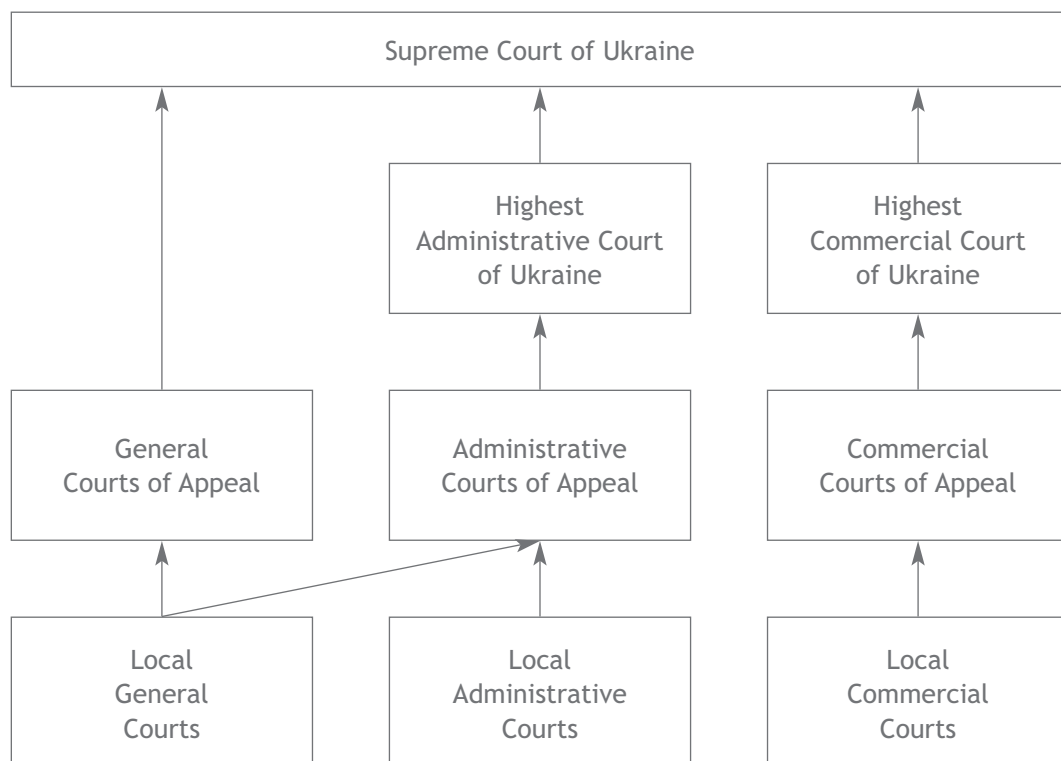 Supreme Court of Ukraine
Highest
Administrative Court
of Ukraine
Highest
Commercial Court
of Ukraine
General
Courts of Appeal
Administrative
Courts of Appeal
Commercial
Courts of Appeal
Local
General
Courts
Local
Administrative
Courts
Local
Commercial
Courts